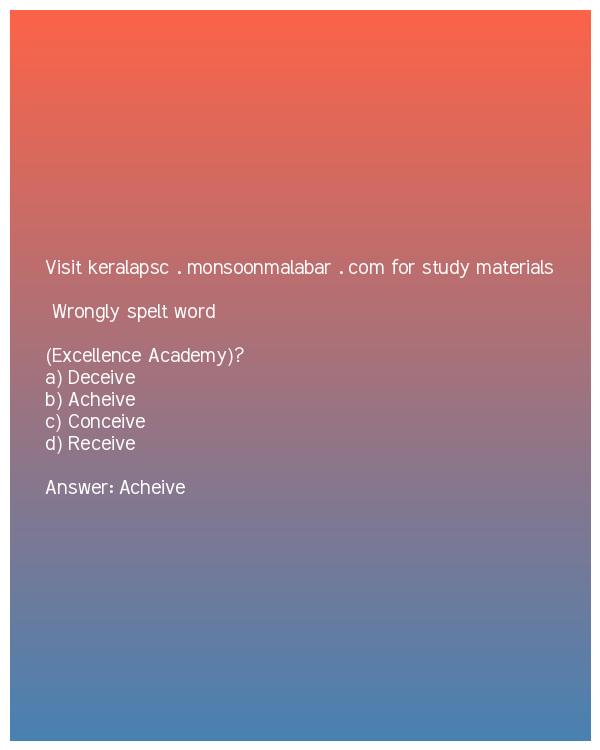 Visit keralapsc . monsoonmalabar . com for study materials
Wrongly spelt word
(Excellence Academy)?
a) Deceive
b) Acheive
c) Conceive
d) Receive
Answer: Acheive